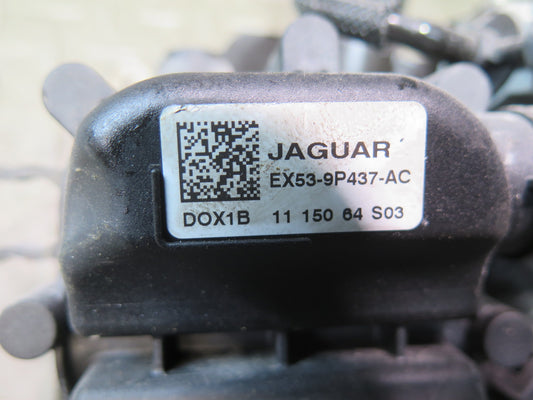 JAGUAR
EX53-9P437-AC
DOX1B 11 150 64 S03